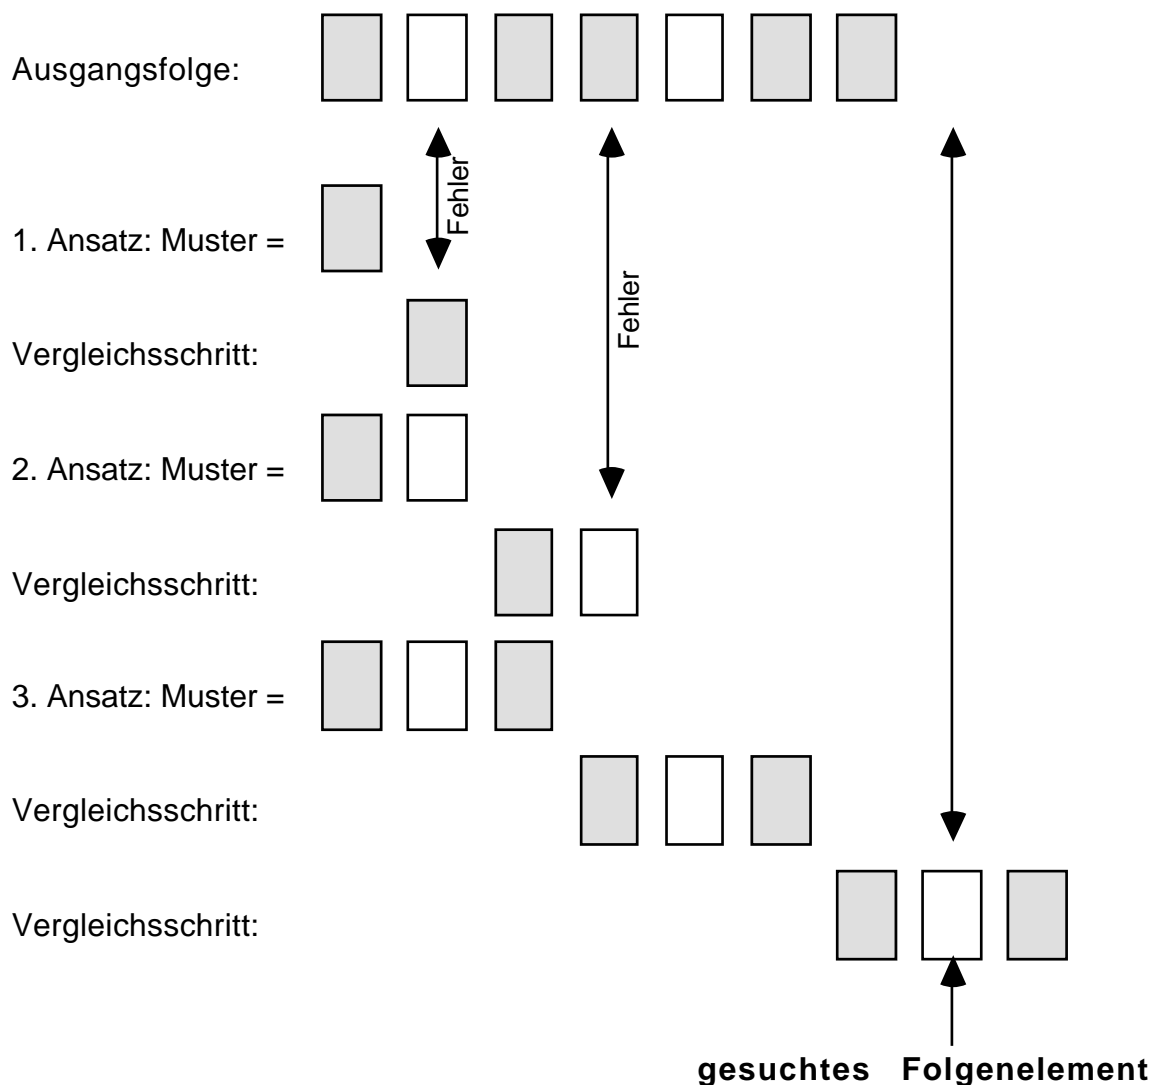 Ausgangsfolge:
Fehler
1. Ansatz: Muster =
Fehler
Vergleichsschritt:
2. Ansatz: Muster =
Vergleichsschritt:
3. Ansatz: Muster =
Vergleichsschritt:
Vergleichsschritt:
gesuchtes Folgenelement